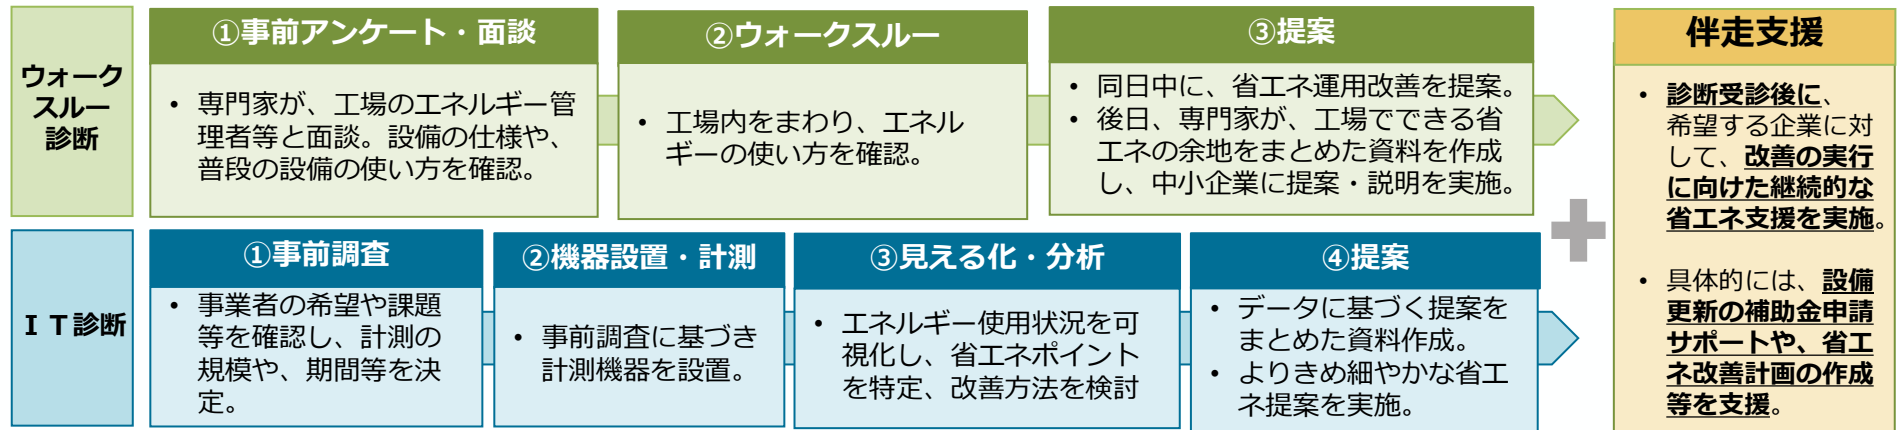 ウォーク
スルー
診断
①事前アンケート・面談
• 専門家が、工場のエネルギー管
理者等と面談。設備の仕様や、
普段の設備の使い方を確認。
②ウォークスルー
• 工場内をまわり、エネル
ギーの使い方を確認。
③提案
• 同日中に、省エネ運用改善を提案。
• 後日、専門家が、工場でできる省
エネの余地をまとめた資料を作成
し、中小企業に提案・説明を実施。
ＩＴ診断
①事前調査
• 事業者の希望や課題
等を確認し、計測の
規模や、期間等を決
定。
②機器設置・計測
• 事前調査に基づき
計測機器を設置。
③見える化・分析
• エネルギー使用状況を可
視化し、省エネポイント
を特定、改善方法を検討
④提案
• データに基づく提案を
まとめた資料作成。
• よりきめ細やかな省エ
ネ提案を実施。
伴走支援
• 診断受診後に、
希望する企業に対
して、改善の実行
に向けた継続的な
省エネ支援を実施。
• 具体的には、設備
更新の補助金申請
サポートや、省エ
ネ改善計画の作成
等を支援。